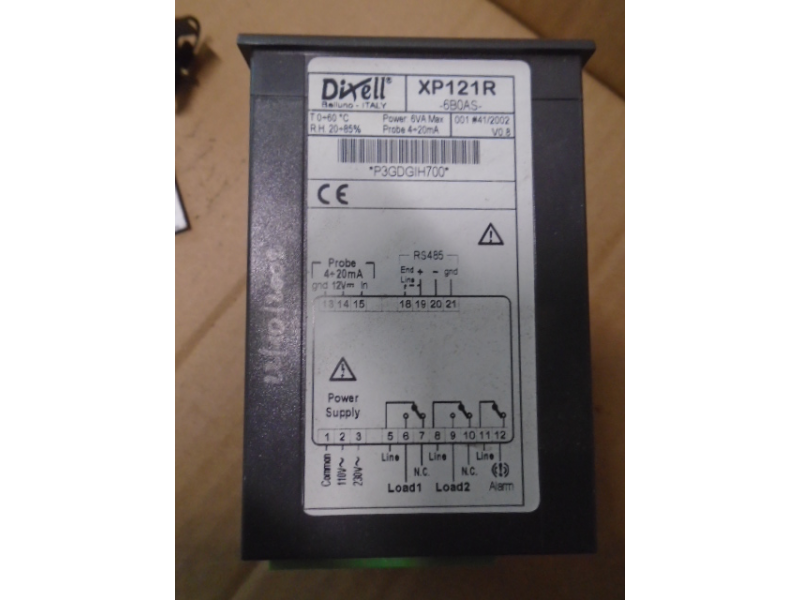 Dixell® XP121R
Belluno - ITALY -6B0AS-
T 0÷60 °C Power: 6VA Max 001 #41/2002
R.H. 20÷85% Probe 4÷20mA V0.8
*P3GDGIH700*
CE
RS485
Probe End + - gnd
4÷20mA Line
gnd 12V⎓ in
13 14 15 18 19 20 21
Power
Supply
1 2 3 5 6 7 8 9 10 11 12
Common 110V~ 230V~ Line N.C. Line N.C. Line
Load1 Load2 Alarm